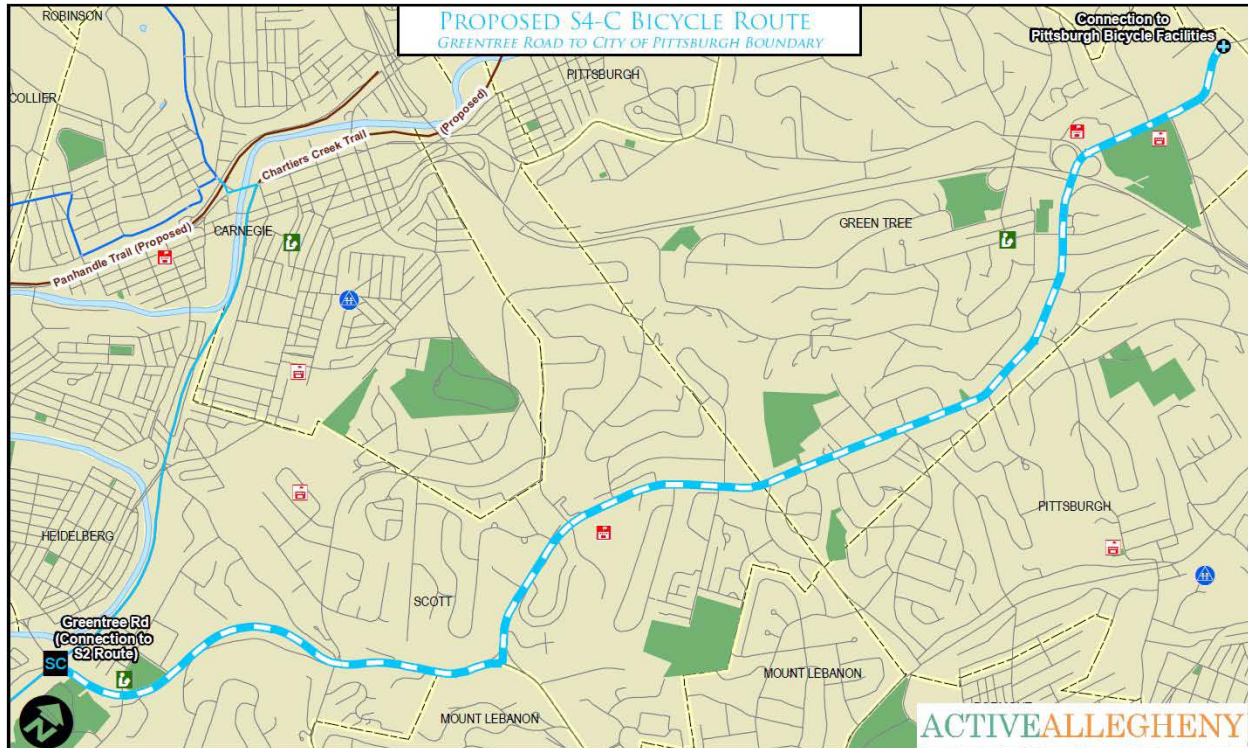 PROPOSED S4-C BICYCLE ROUTE
GREENTREE ROAD TO CITY OF PITTSBURGH BOUNDARY
ROBINSON
Connection to
Pittsburgh Bicycle Facilities
PITTSBURGH
COLLIER
(Proposed)
Chartiers Creek Trail
GREEN TREE
CARNEGIE
Panhandle Trail (Proposed)
PITTSBURGH
HEIDELBERG
SCOTT
Greentree Rd
(Connection to
S2 Route)
SC
MOUNT LEBANON
MOUNT LEBANON
N
ACTIVEALLEGHENY